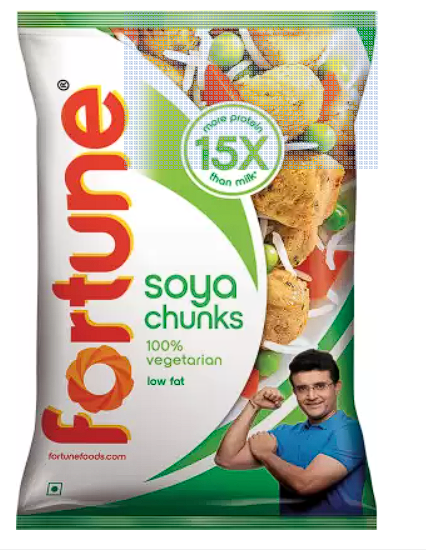 fortune®
more protein
15X
than milk*
soya
chunks
100%
vegetarian
low fat
fortunefoods.com